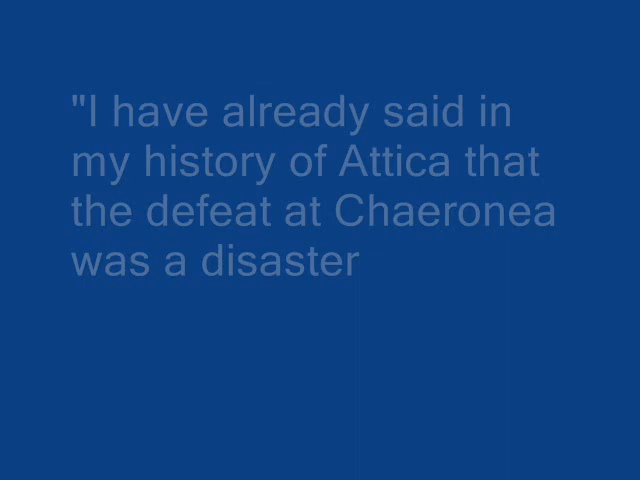 "I have already said in
my history of Attica that
the defeat at Chaeronea
was a disaster